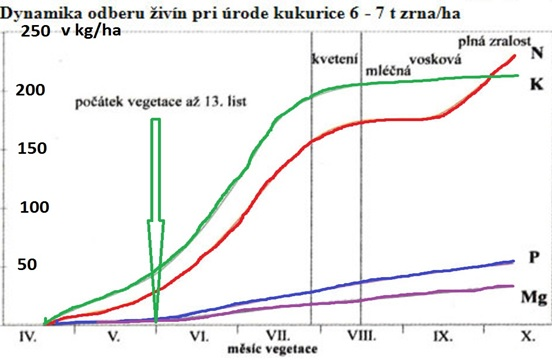 Dynamika odberu živín pri úrode kukurice 6 - 7 t zrna/ha
250 v kg/ha
plná zralost
N
kvetení
vosková
mléčná
K
200
počátek vegetace až 13. list
150
100
50
P
Mg
0
IV. V. VI. VII. VIII. IX. X.
měsíc vegetace